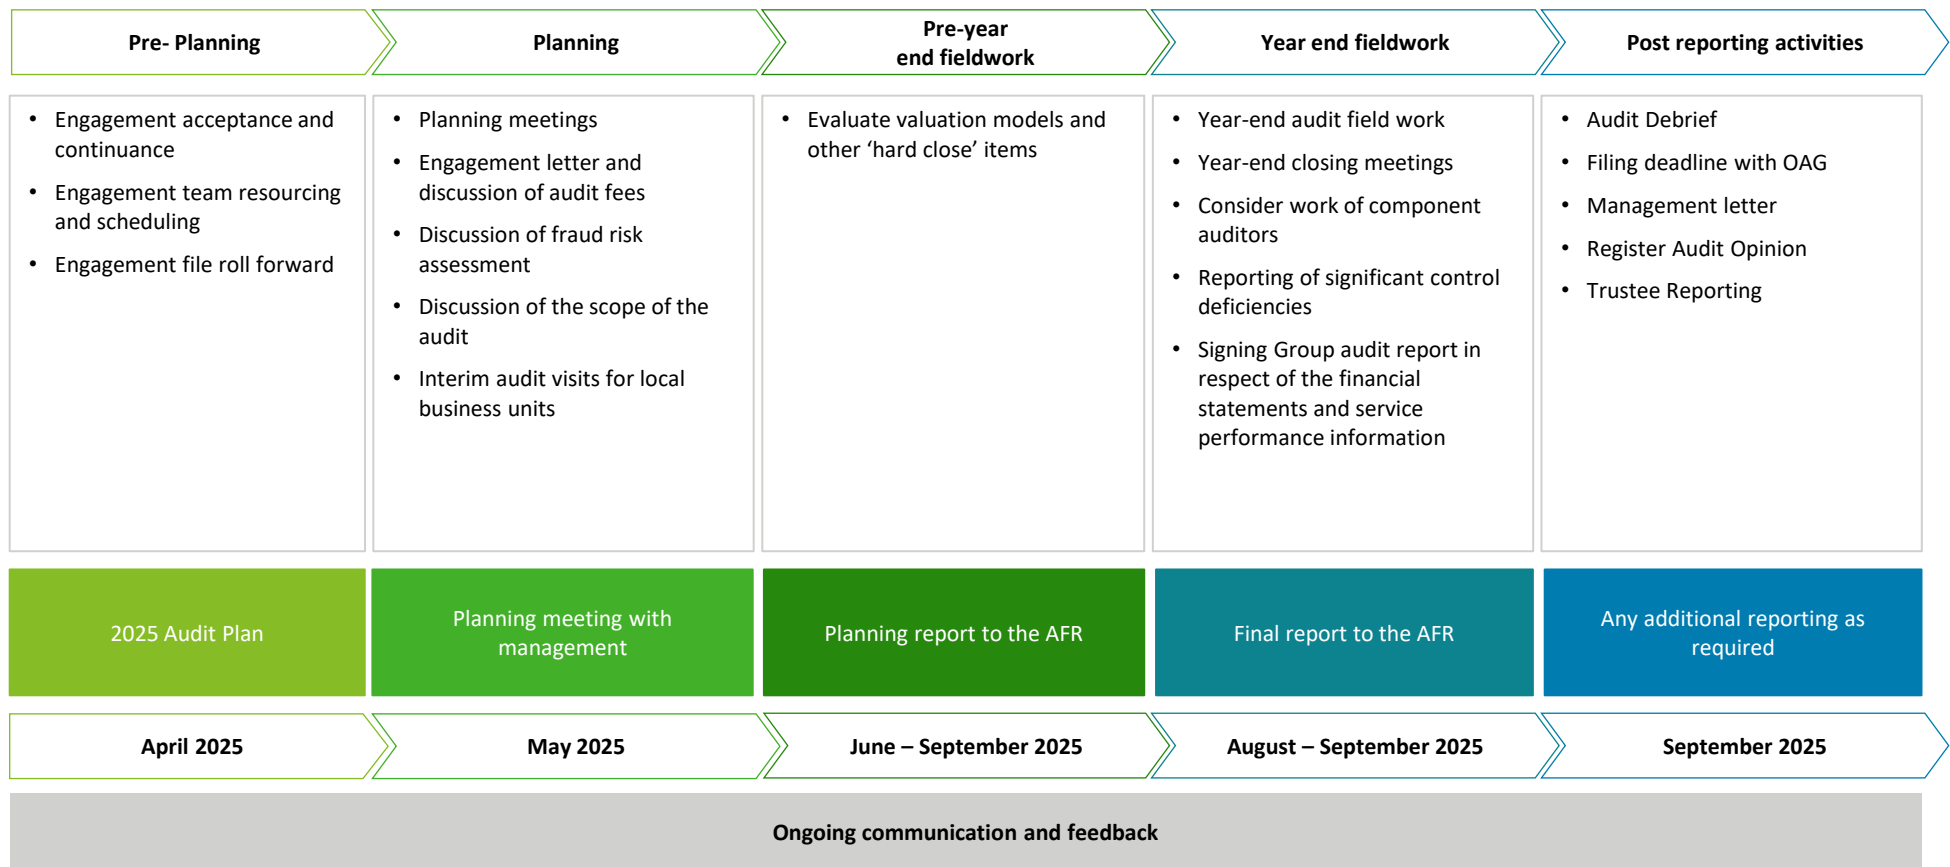 Pre- Planning
Planning
Pre-year
end fieldwork
Year end fieldwork
Post reporting activities
• Engagement acceptance and
continuance
• Engagement team resourcing
and scheduling
• Engagement file roll forward
• Planning meetings
• Engagement letter and
discussion of audit fees
• Discussion of fraud risk
assessment
• Discussion of the scope of the
audit
• Interim audit visits for local
business units
• Evaluate valuation models and
other ‘hard close’ items
• Year-end audit field work
• Year-end closing meetings
• Consider work of component
auditors
• Reporting of significant control
deficiencies
• Signing Group audit report in
respect of the financial
statements and service
performance information
• Audit Debrief
• Filing deadline with OAG
• Management letter
• Register Audit Opinion
• Trustee Reporting
2025 Audit Plan
Planning meeting with
management
Planning report to the AFR
Final report to the AFR
Any additional reporting as
required
April 2025
May 2025
June – September 2025
August – September 2025
September 2025
Ongoing communication and feedback